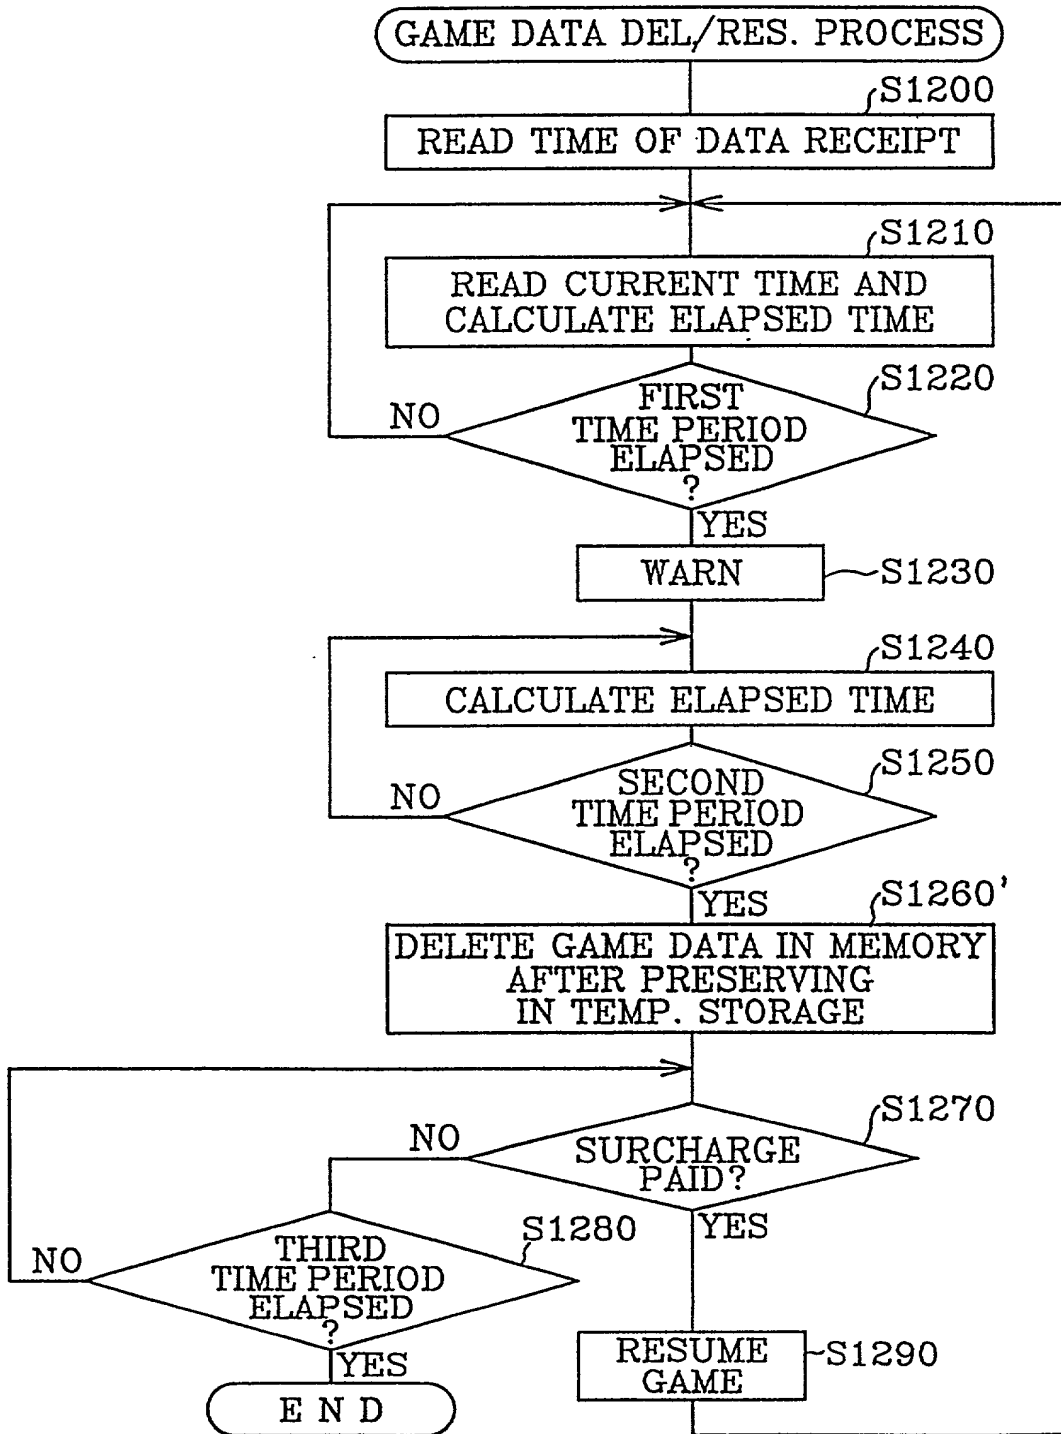 GAME DATA DEL/RES. PROCESS
S1200
READ TIME OF DATA RECEIPT
S1210
READ CURRENT TIME AND
CALCULATE ELAPSED TIME
S1220
FIRST
TIME PERIOD
ELAPSED
?
NO
YES
WARN
S1230
S1240
CALCULATE ELAPSED TIME
S1250
SECOND
TIME PERIOD
ELAPSED
?
NO
YES
S1260'
DELETE GAME DATA IN MEMORY
AFTER PRESERVING
IN TEMP. STORAGE
S1270
NO
SURCHARGE
PAID?
YES
S1280
NO
THIRD
TIME PERIOD
ELAPSED
?
YES
RESUME
GAME
S1290
E N D